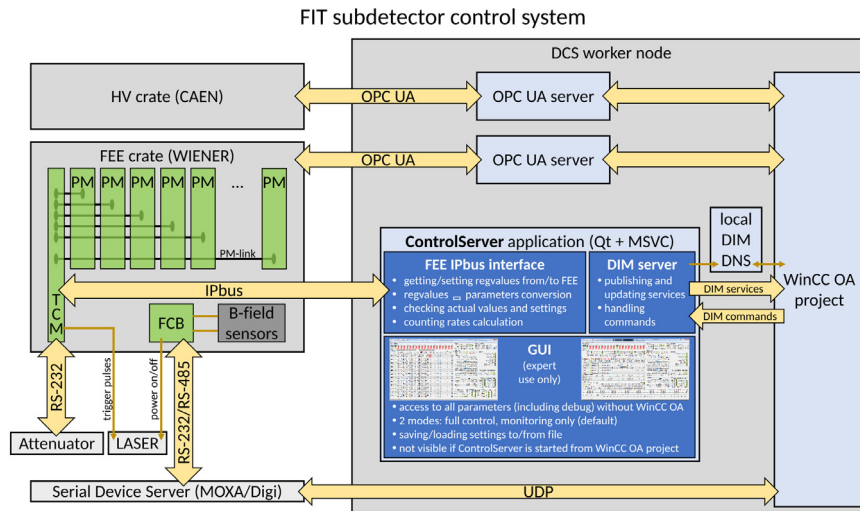 FIT subdetector control system
DCS worker node
HV crate (CAEN)
OPC UA
OPC UA server
FEE crate (WIENER)
OPC UA
OPC UA server
PM PM PM PM PM ... PM
PM-link
TCM
IPbus
FCB
B-field
sensors
ControlServer application (Qt + MSVC)
FEE IPbus interface
• getting/setting regvalues from/to FEE
• regvalues parameters conversion
• checking actual values and settings
• counting rates calculation
DIM server
• publishing and
updating services
• handling
commands
local
DIM
DNS
DIM services
DIM commands
WinCC OA
project
GUI
(expert
use only)
• access to all parameters (including debug) without WinCC OA
• 2 modes: full control, monitoring only (default)
• saving/loading settings to/from file
• not visible if ControlServer is started from WinCC OA project
RS-232
trigger pulses
power on/off
RS-232/RS-485
Attenuator
LASER
Serial Device Server (MOXA/Digi)
UDP